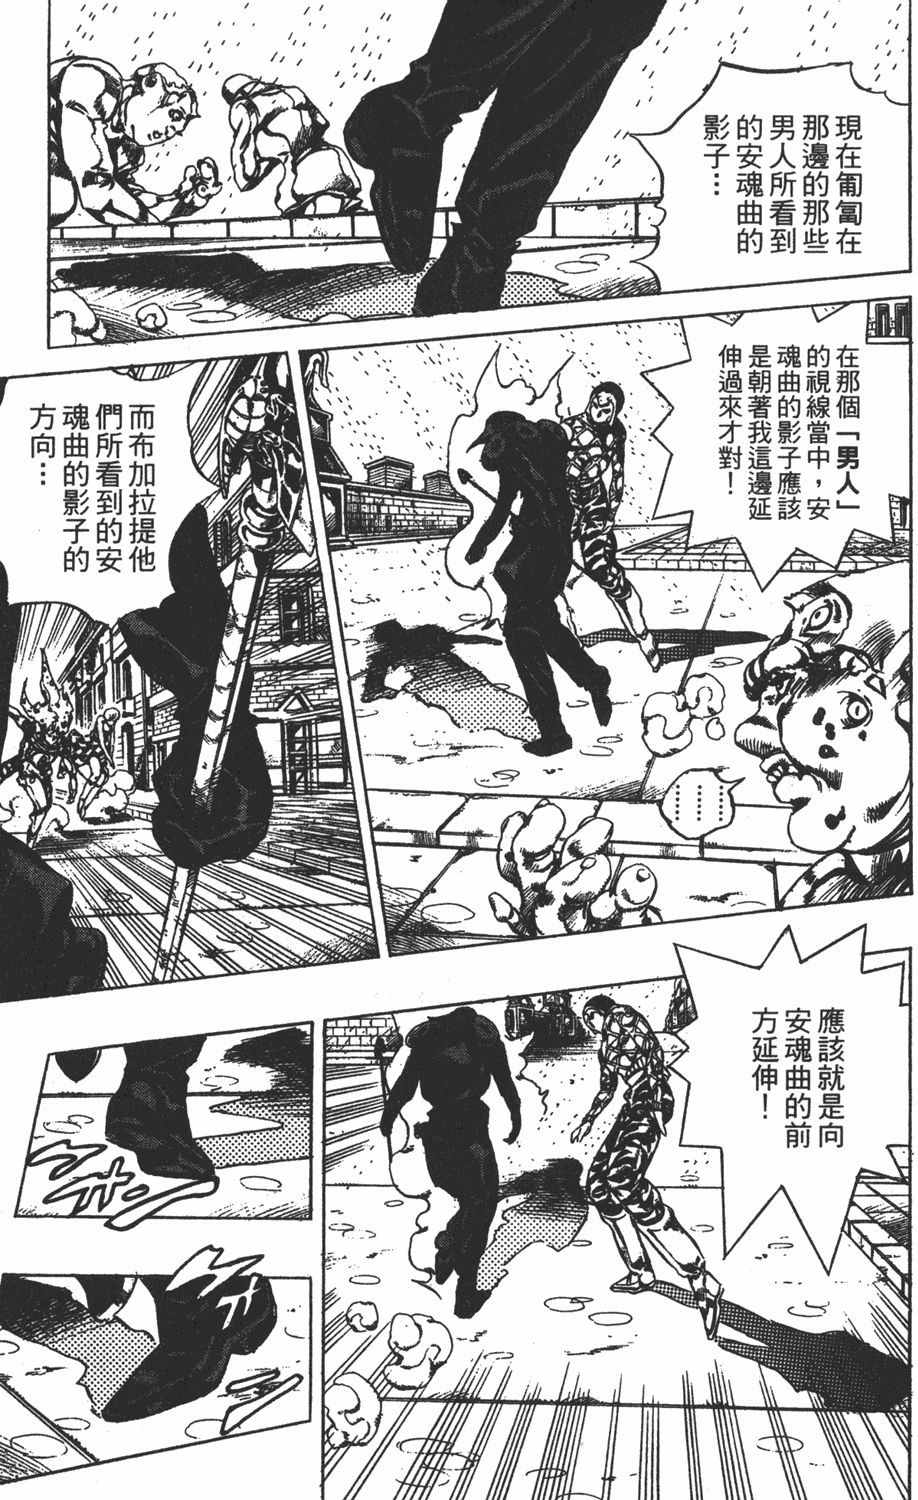 現在匍匐在
那邊的那些
男人所看到
的安魂曲的
影子…
在那個「男人」
的視線當中，安
魂曲的影子應該
是朝著我這邊延
伸過來才對！
………
而布加拉提他
們所看到的安
魂曲的影子的
方向…
應該就是向
安魂曲的前
方延伸！